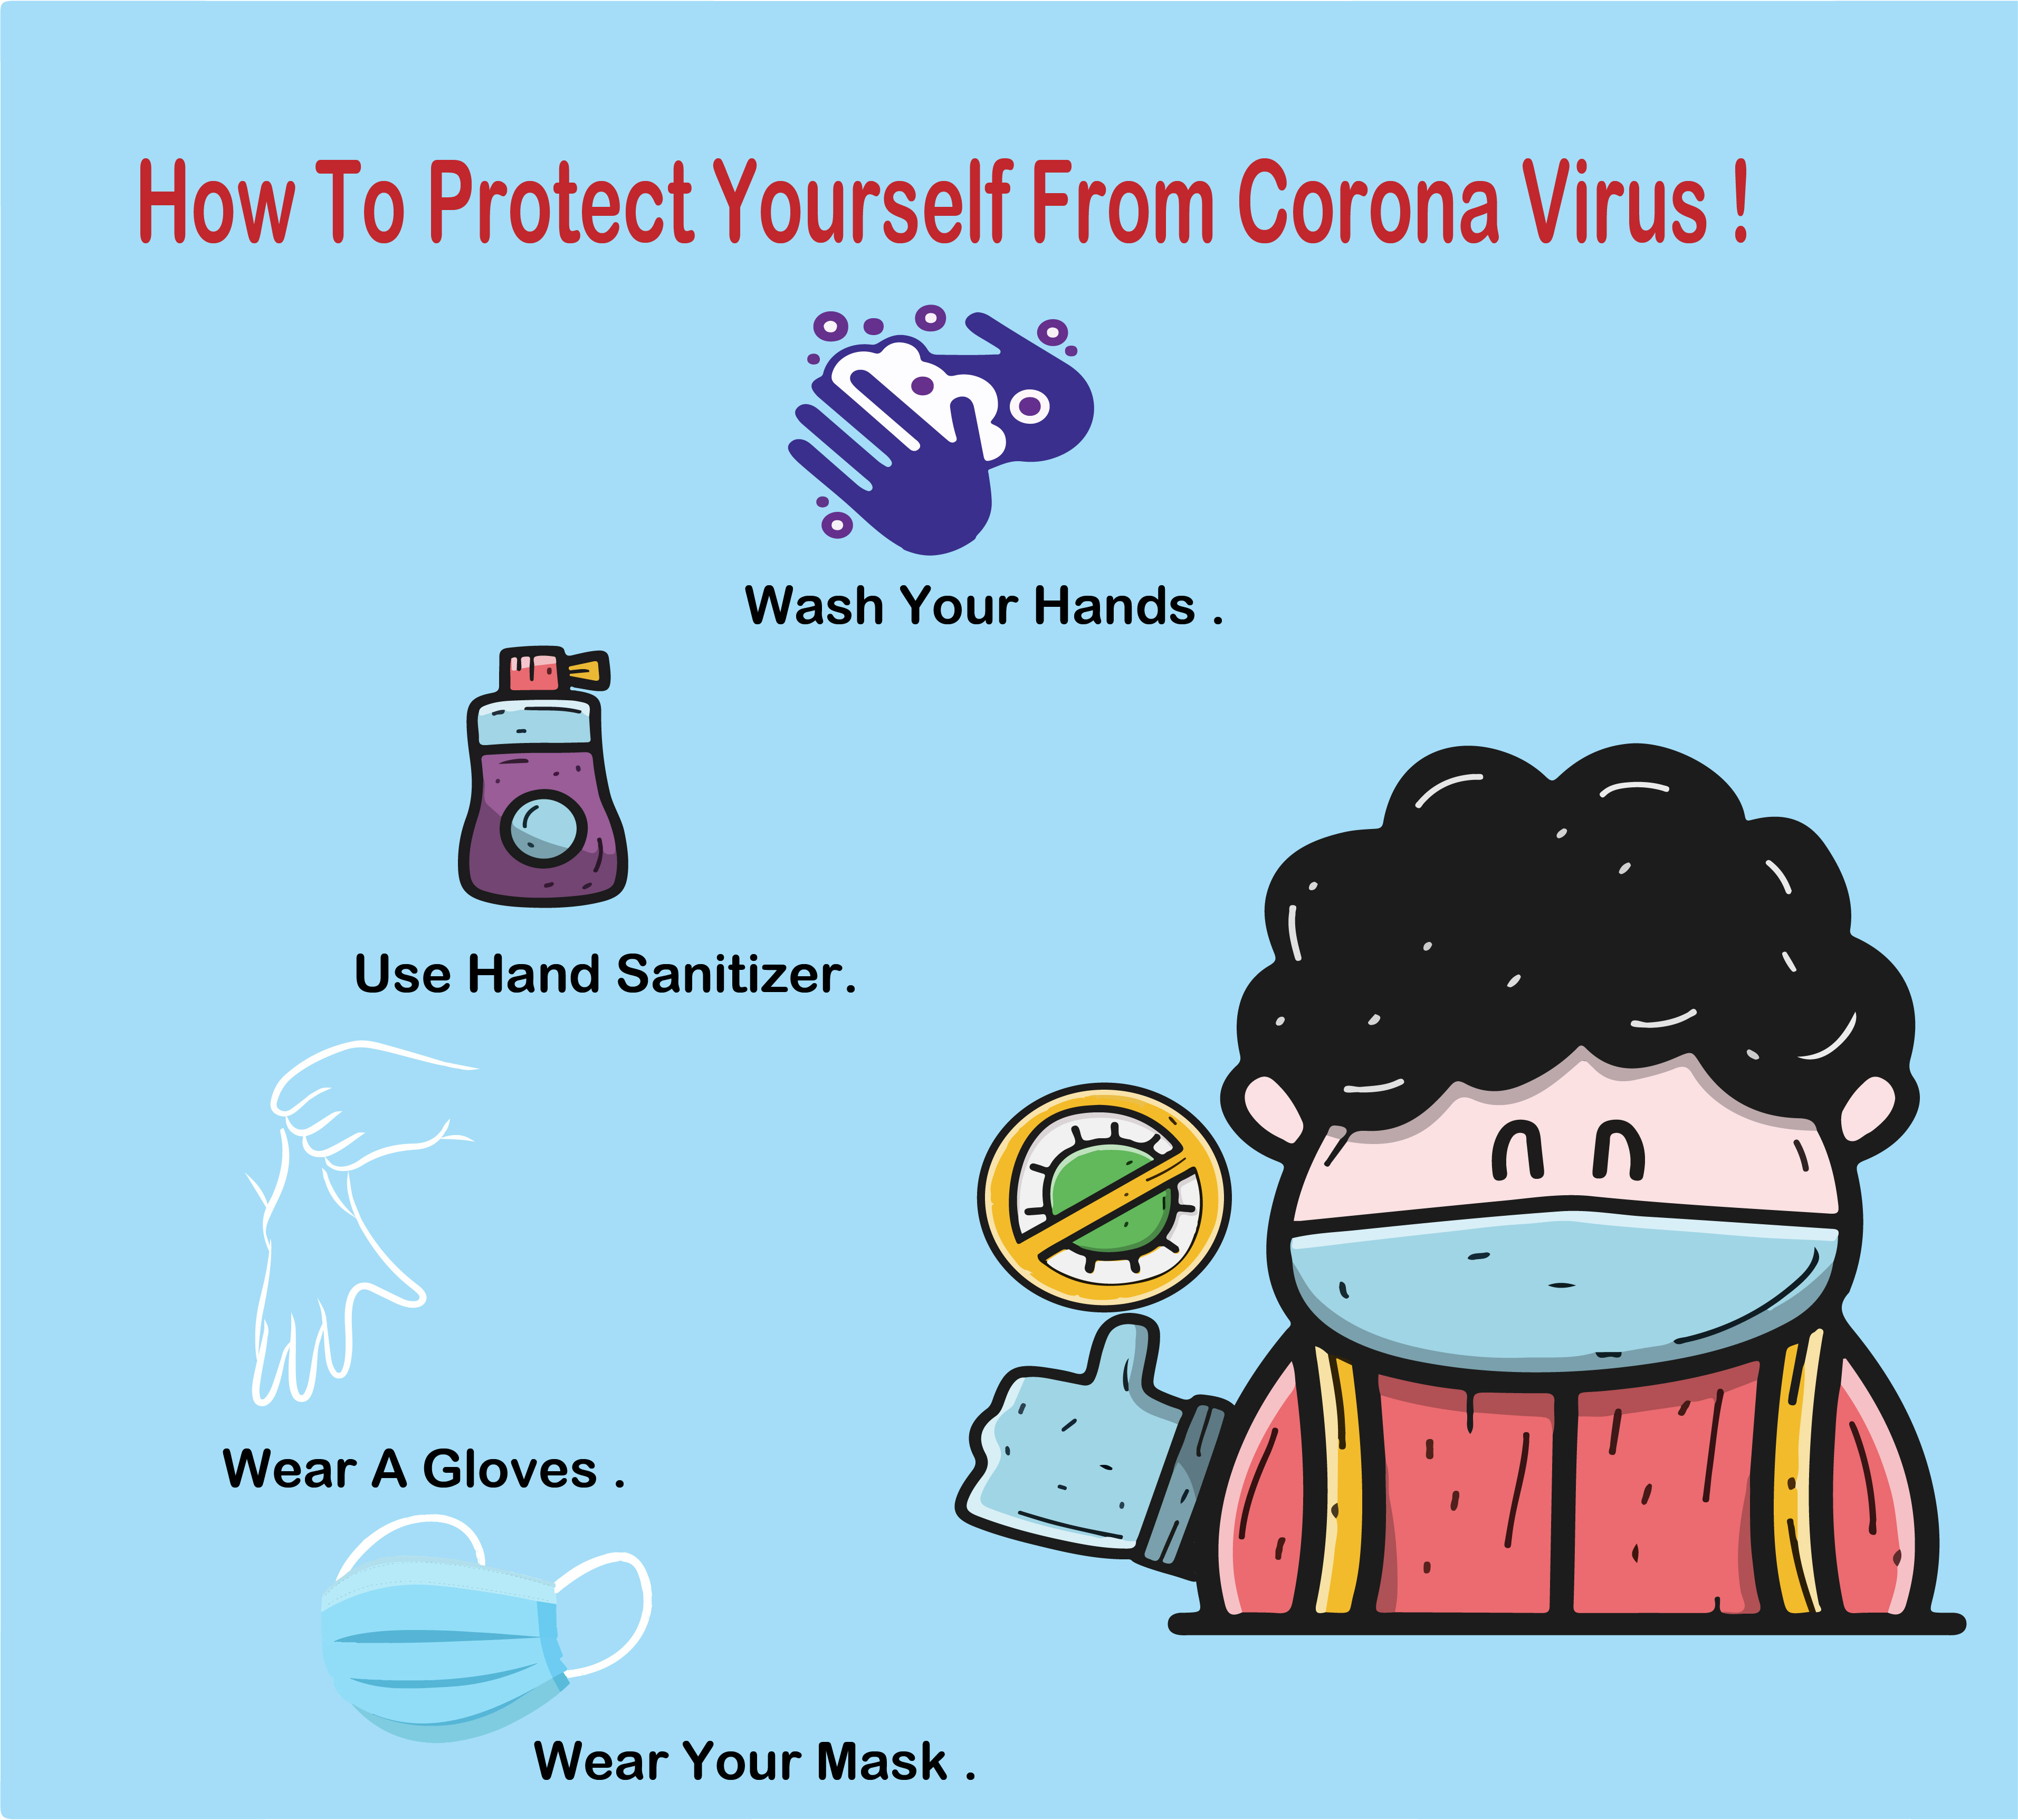 How To Protect Yourself From Corona Virus !
Wash Your Hands .
Use Hand Sanitizer.
Wear A Gloves .
Wear Your Mask .